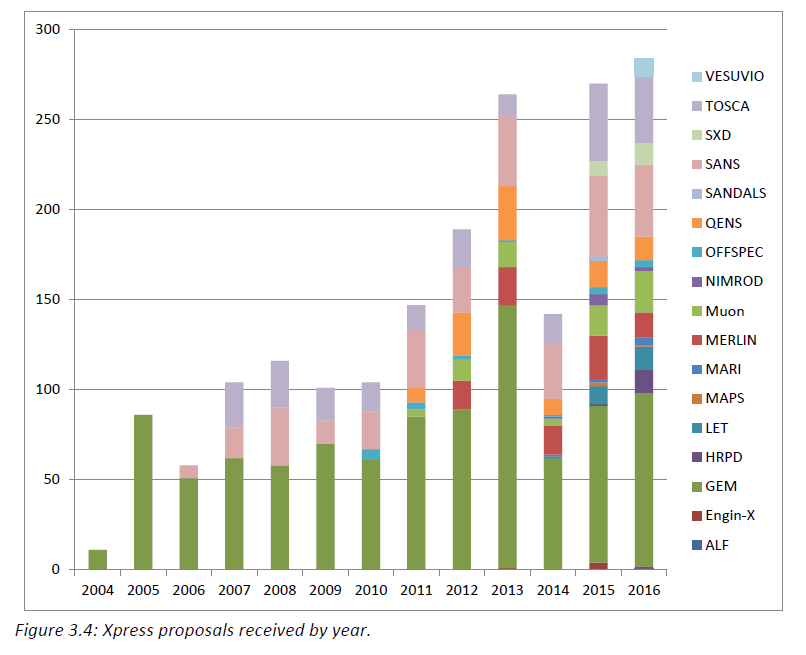 300
250
200
150
100
50
0
2004 2005 2006 2007 2008 2009 2010 2011 2012 2013 2014 2015 2016
VESUVIO
TOSCA
SXD
SANS
SANDALS
QENS
OFFSPEC
NIMROD
Muon
MERLIN
MARI
MAPS
LET
HRPD
GEM
Engin-X
ALF
Figure 3.4: Xpress proposals received by year.